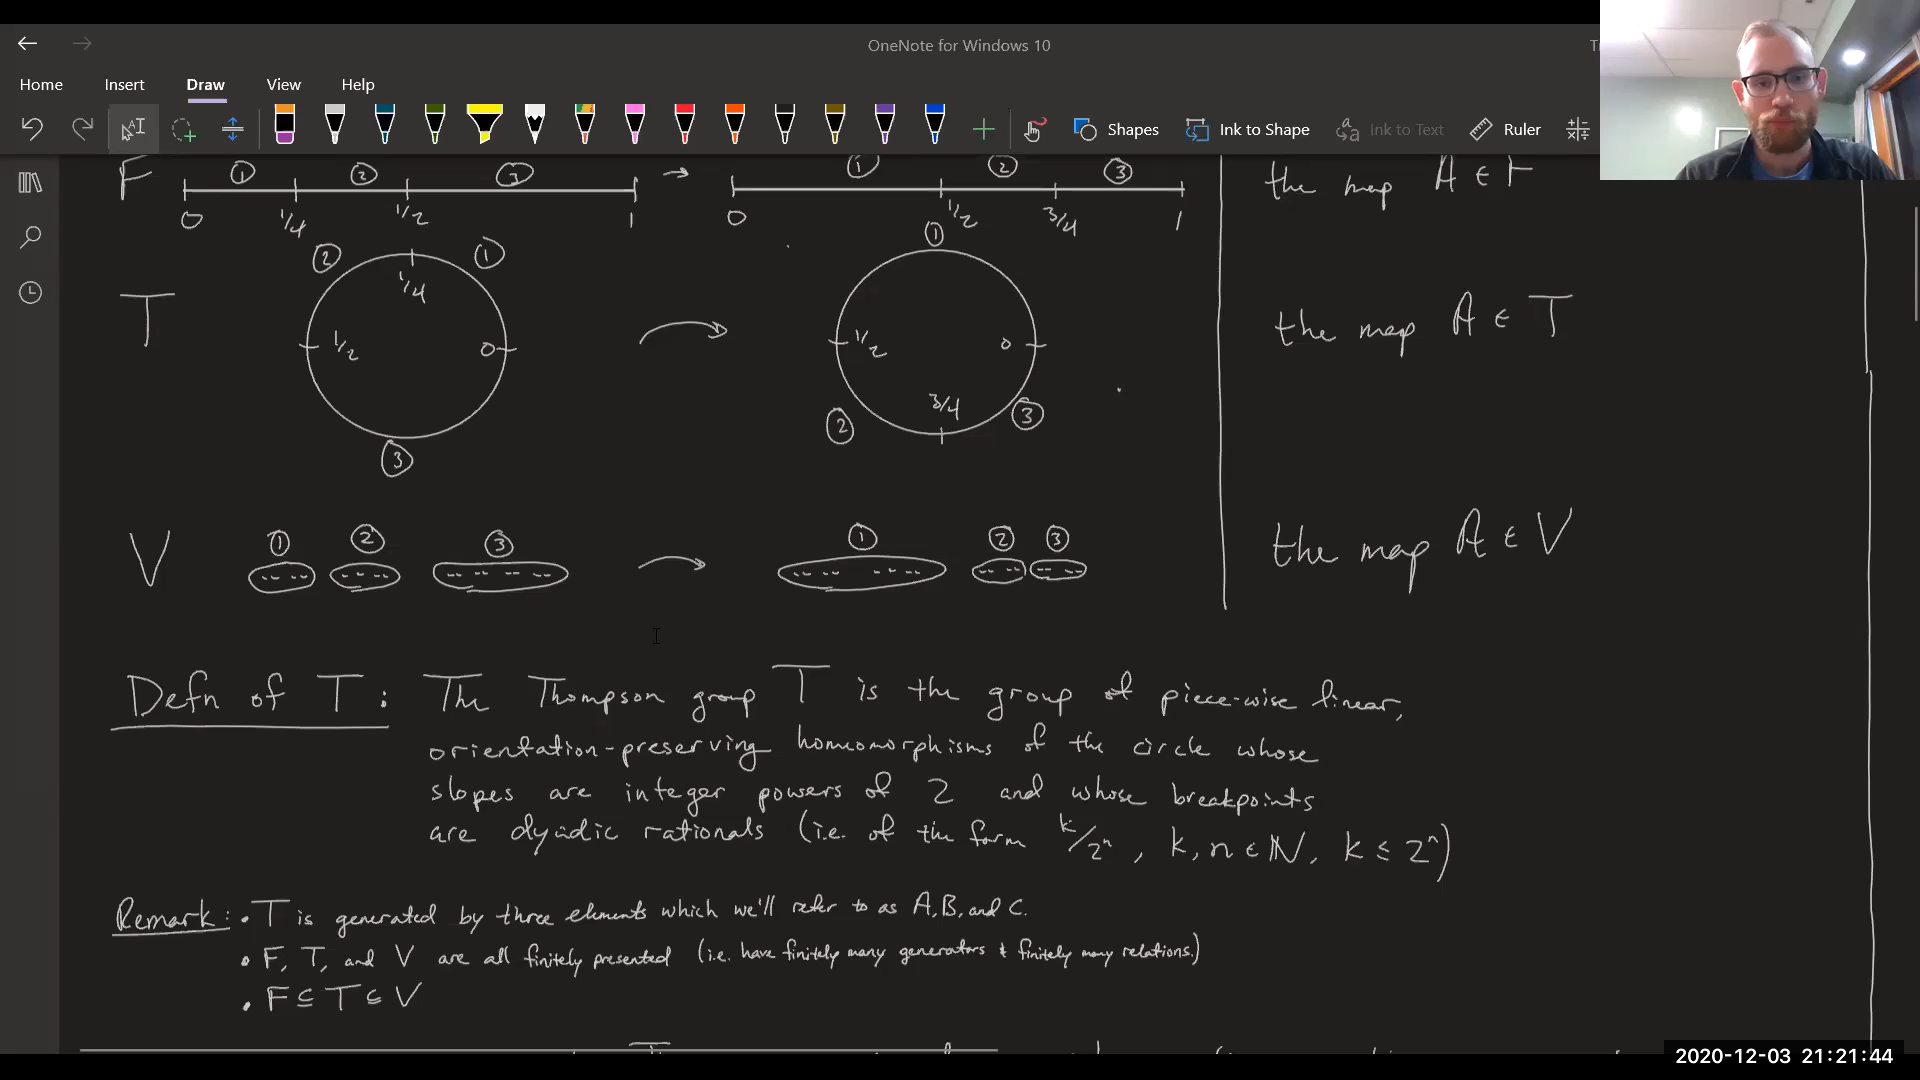 OneNote for Windows 10
Home Insert Draw View Help
Shapes Ink to Shape Ink to Text Ruler
F ① ② ③ → ① ② ③ the map A ∈ F
0 1/4 1/2 1 0 1/2 3/4 1
② ① ①
1/4
T 1/2 0 1/2 0 the map A ∈ T
3/4
③ ② ③
① ② ③ ① ② ③
V the map A ∈ V
Defn of T: The Thompson group T is the group of piece-wise linear,
orientation-preserving homeomorphisms of the circle whose
slopes are integer powers of 2 and whose breakpoints
are dyadic rationals (i.e. of the form k/2ⁿ, k, n ∈ ℕ, k ≤ 2ⁿ)
Remark: • T is generated by three elements which we'll refer to as A, B, and C.
• F, T, and V are all finitely presented (i.e. have finitely many generators & finitely many relations.)
• F ⊆ T ⊆ V
2020-12-03 21:21:44